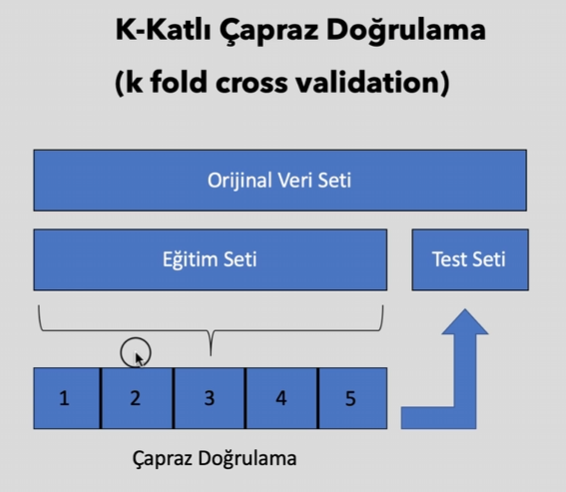 K-Katlı Çapraz Doğrulama
(k fold cross validation)
Orijinal Veri Seti
Eğitim Seti
Test Seti
1 2 3 4 5
Çapraz Doğrulama